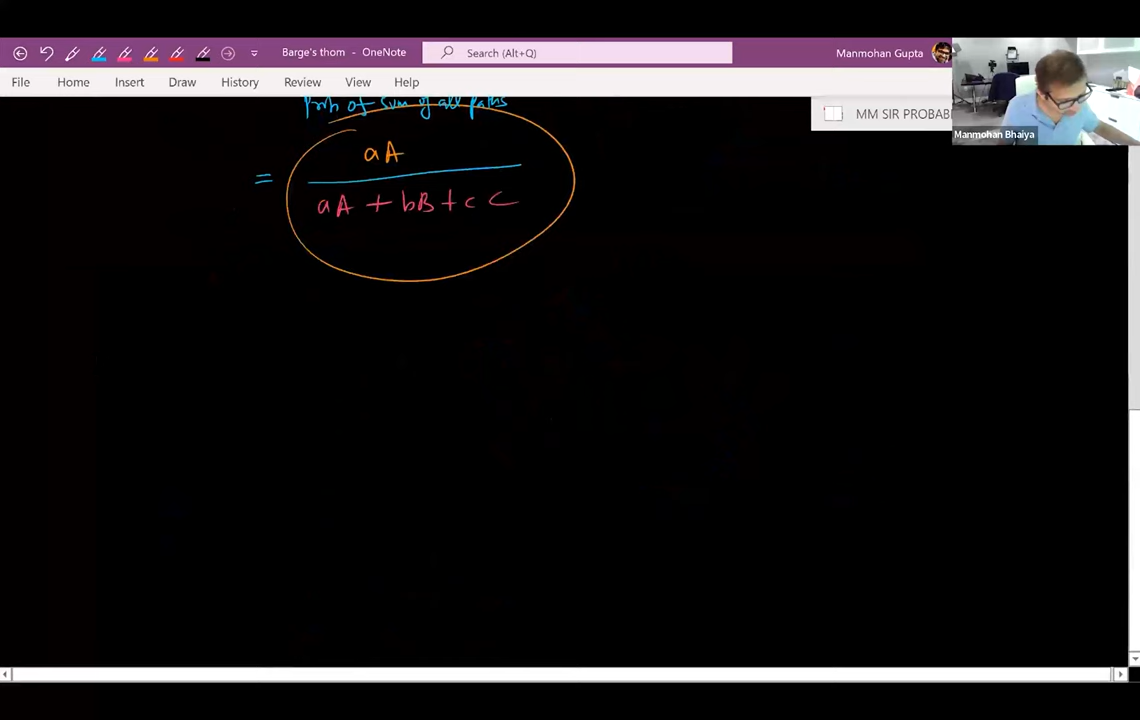 Barge's thom - OneNote
Search (Alt+Q)
Manmohan Gupta
File Home Insert Draw History Review View Help
MM SIR PROBAB
Manmohan Bhaiya
Prob of sum of all paths
= aA
aA + bB + c C